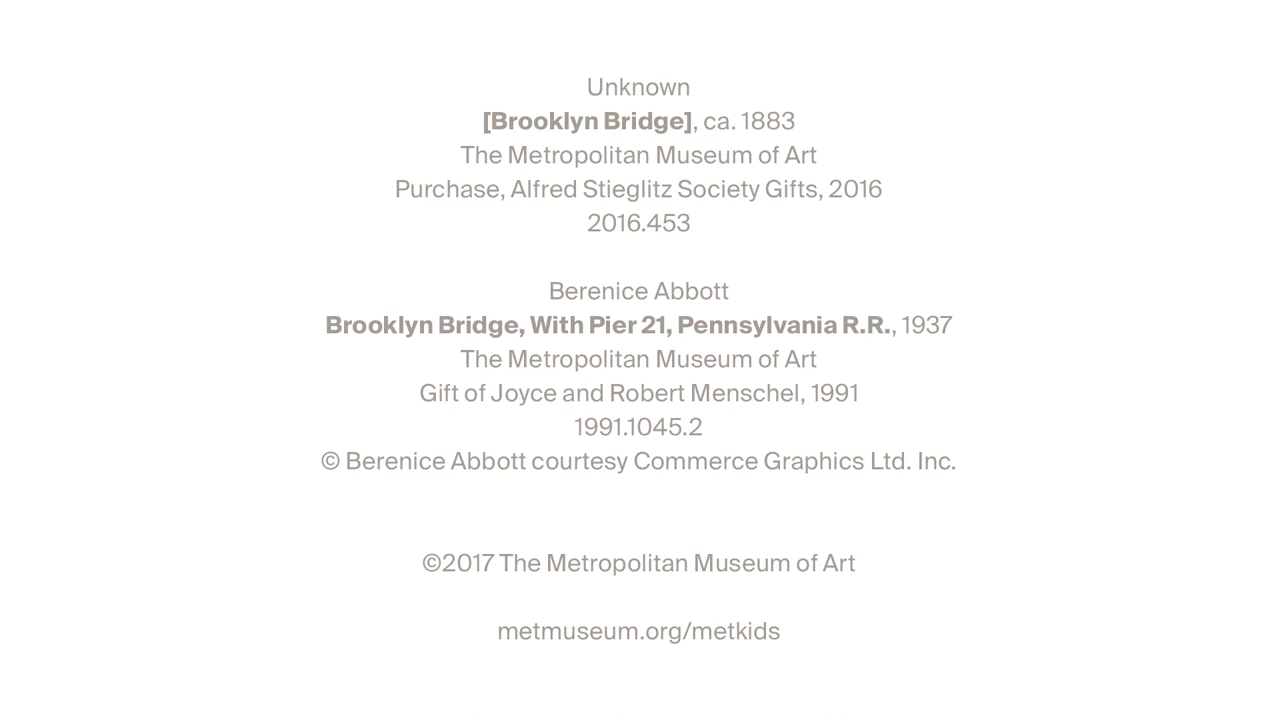 Unknown
[Brooklyn Bridge], ca. 1883
The Metropolitan Museum of Art
Purchase, Alfred Stieglitz Society Gifts, 2016
2016.453
Berenice Abbott
Brooklyn Bridge, With Pier 21, Pennsylvania R.R., 1937
The Metropolitan Museum of Art
Gift of Joyce and Robert Menschel, 1991
1991.1045.2
© Berenice Abbott courtesy Commerce Graphics Ltd. Inc.
©2017 The Metropolitan Museum of Art
metmuseum.org/metkids